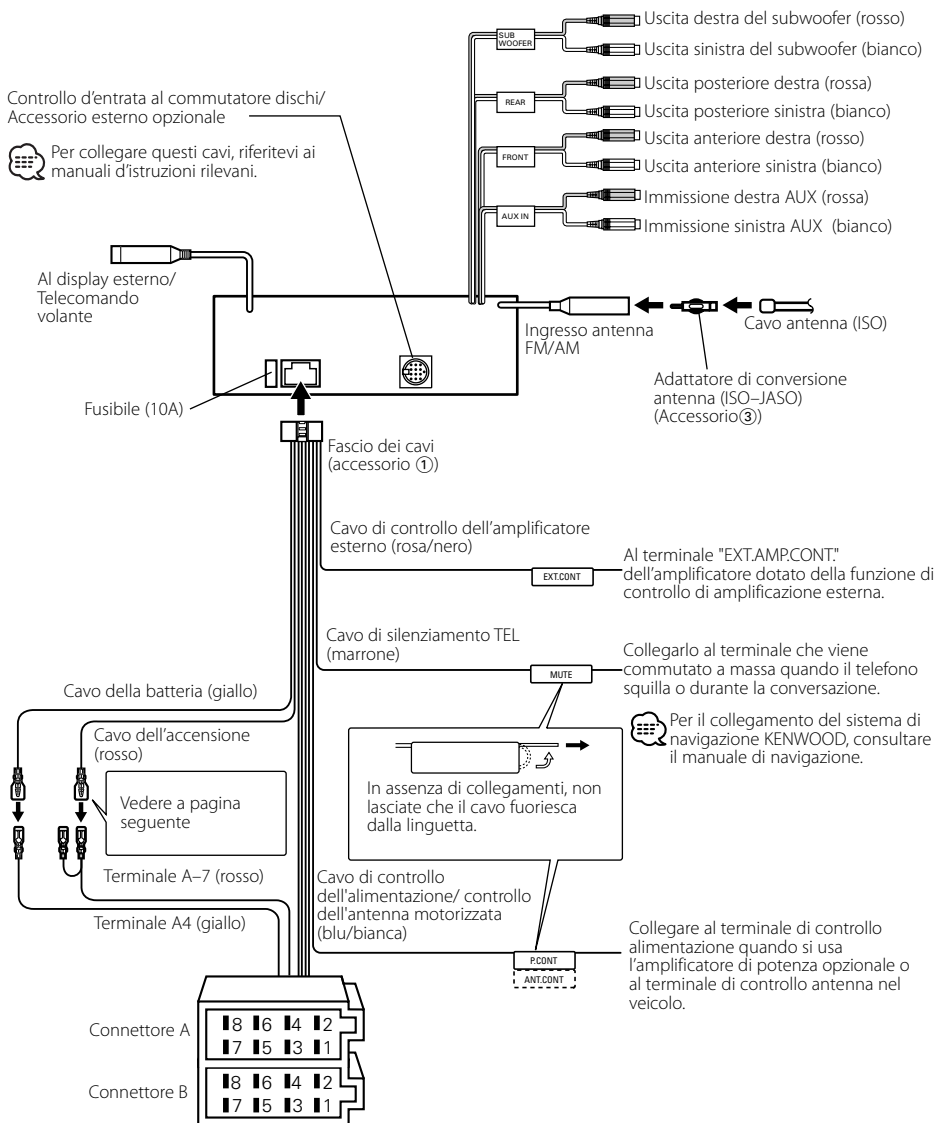 Uscita destra del subwoofer (rosso)
SUB
WOOFER
Uscita sinistra del subwoofer (bianco)
Uscita posteriore destra (rossa)
REAR
Uscita posteriore sinistra (bianco)
Uscita anteriore destra (rosso)
FRONT
Uscita anteriore sinistra (bianco)
Immissione destra AUX (rossa)
AUX IN
Immissione sinistra AUX (bianco)
Controllo d'entrata al commutatore dischi/
Accessorio esterno opzionale
Per collegare questi cavi, riferitevi ai
manuali d'istruzioni rilevani.
Al display esterno/
Telecomando
volante
Ingresso antenna
FM/AM
Cavo antenna (ISO)
Adattatore di conversione
antenna (ISO–JASO)
(Accessorio③)
Fusibile (10A)
Fascio dei cavi
(accessorio ①)
Cavo di controllo dell'amplificatore
esterno (rosa/nero)
EXT.CONT
Al terminale "EXT.AMP.CONT."
dell'amplificatore dotato della funzione di
controllo di amplificazione esterna.
Cavo di silenziamento TEL
(marrone)
MUTE
Collegarlo al terminale che viene
commutato a massa quando il telefono
squilla o durante la conversazione.
Per il collegamento del sistema di
navigazione KENWOOD, consultare
il manuale di navigazione.
Cavo della batteria (giallo)
Cavo dell'accensione
(rosso)
Vedere a pagina
seguente
In assenza di collegamenti, non
lasciate che il cavo fuoriesca
dalla linguetta.
Terminale A–7 (rosso)
Terminale A4 (giallo)
Cavo di controllo
dell'alimentazione/ controllo
dell'antenna motorizzata
(blu/bianca)
P.CONT
ANT.CONT
Collegare al terminale di controllo
alimentazione quando si usa
l'amplificatore di potenza opzionale o
al terminale di controllo antenna nel
veicolo.
Connettore A
8 6 4 2
7 5 3 1
Connettore B
8 6 4 2
7 5 3 1